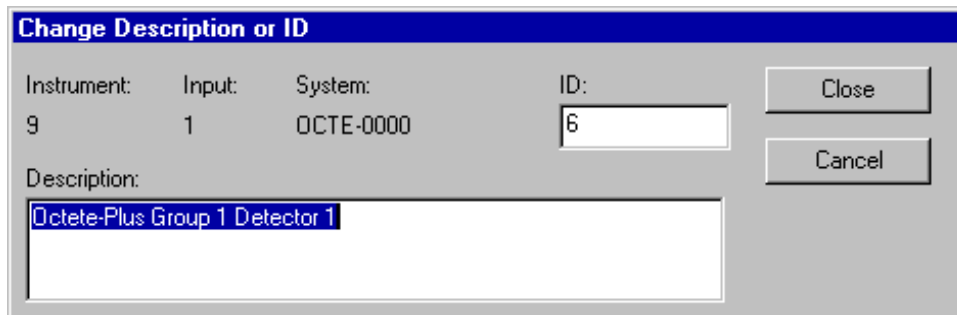 Change Description or ID
Instrument: Input: System: ID: Close
9 1 OCTE-0000 6
Cancel
Description:
Octete-Plus Group 1 Detector 1